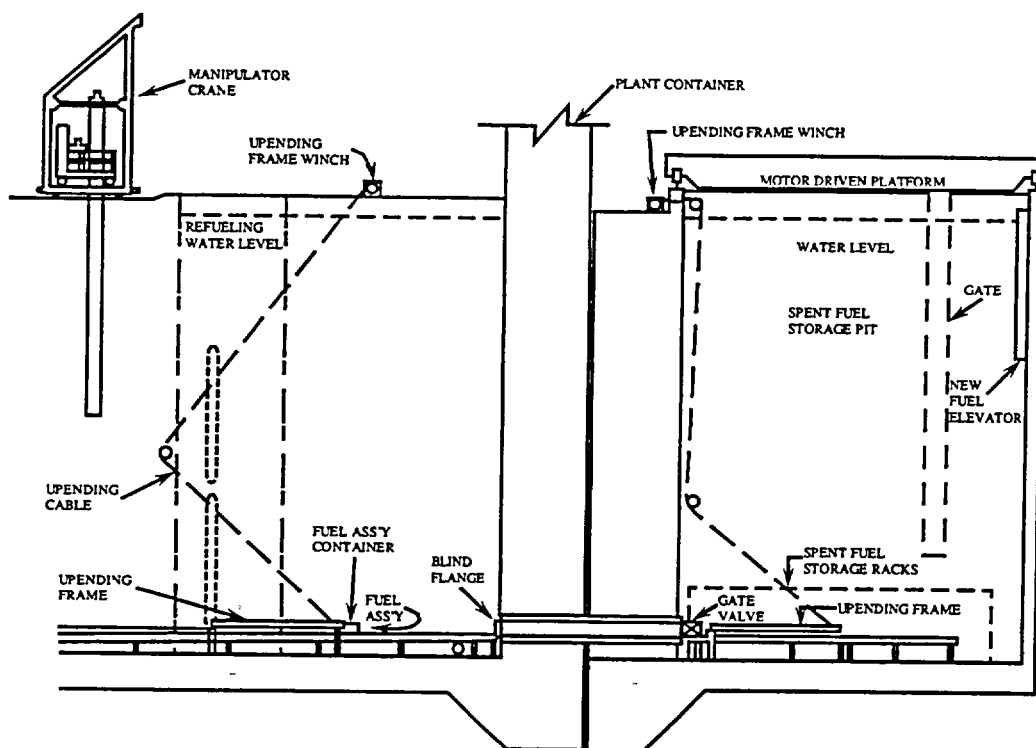 MANIPULATOR
CRANE
PLANT CONTAINER
UPENDING
FRAME WINCH
UPENDING FRAME WINCH
MOTOR DRIVEN PLATFORM
REFUELING
WATER LEVEL
WATER LEVEL
SPENT FUEL
STORAGE PIT
GATE
NEW
FUEL
ELEVATOR
UPENDING
CABLE
FUEL ASS'Y
CONTAINER
BLIND
FLANGE
SPENT FUEL
STORAGE RACKS
UPENDING
FRAME
FUEL
ASS'Y
GATE
VALVE
UPENDING FRAME